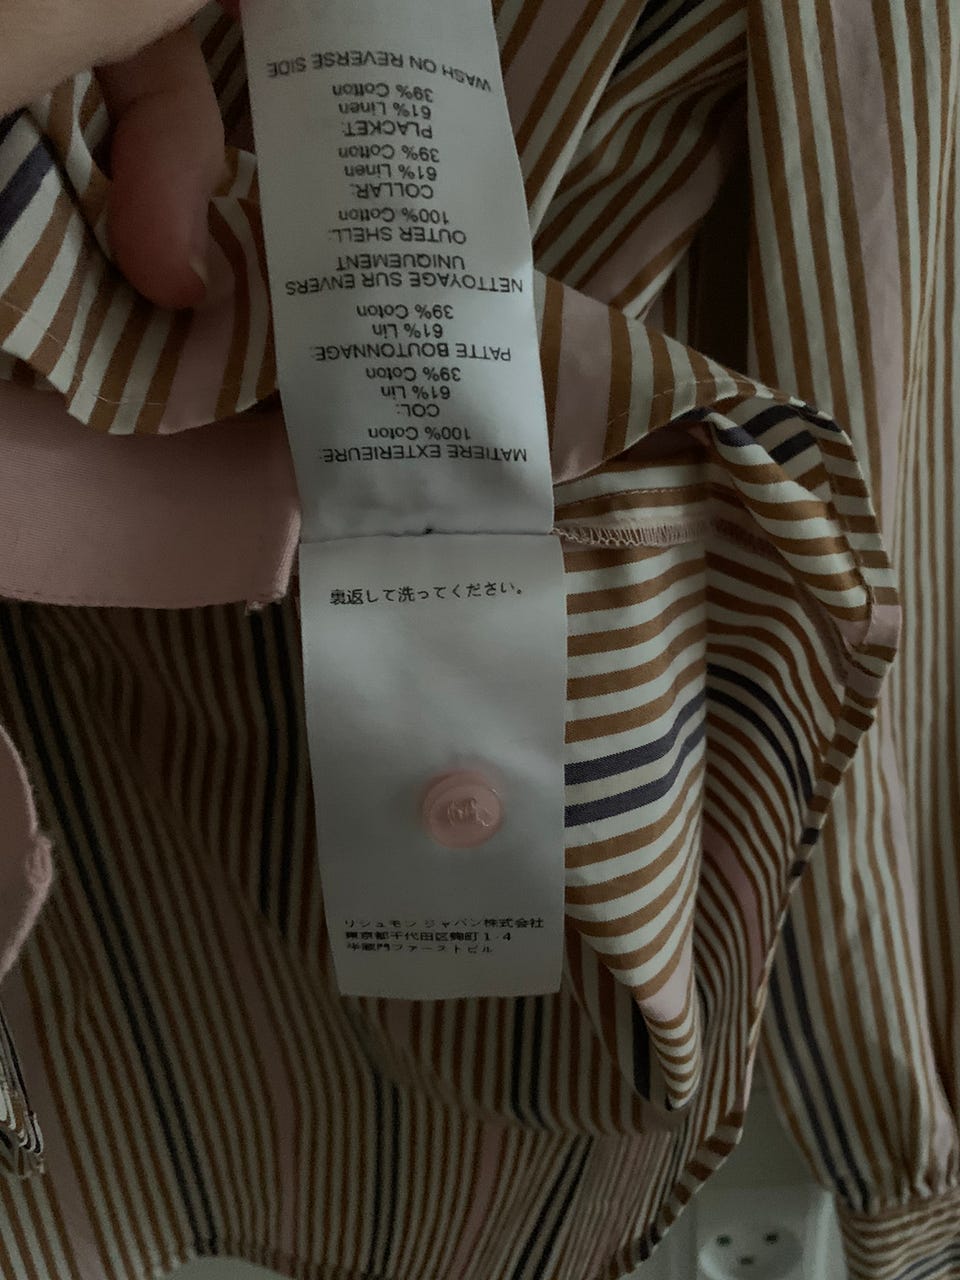 MATIERE EXTERIEURE:
100% Coton
COL:
61% Lin
39% Coton
PATTE BOUTONNAGE:
61% Lin
39% Coton
NETTOYAGE SUR ENVERS
UNIQUEMENT
OUTER SHELL:
100% Cotton
COLLAR:
61% Linen
39% Cotton
PLACKET:
61% Linen
39% Cotton
WASH ON REVERSE SIDE
裏返して洗ってください。
リシュモン ジャパン株式会社
東京都千代田区麹町1-4
半蔵門ファーストビル